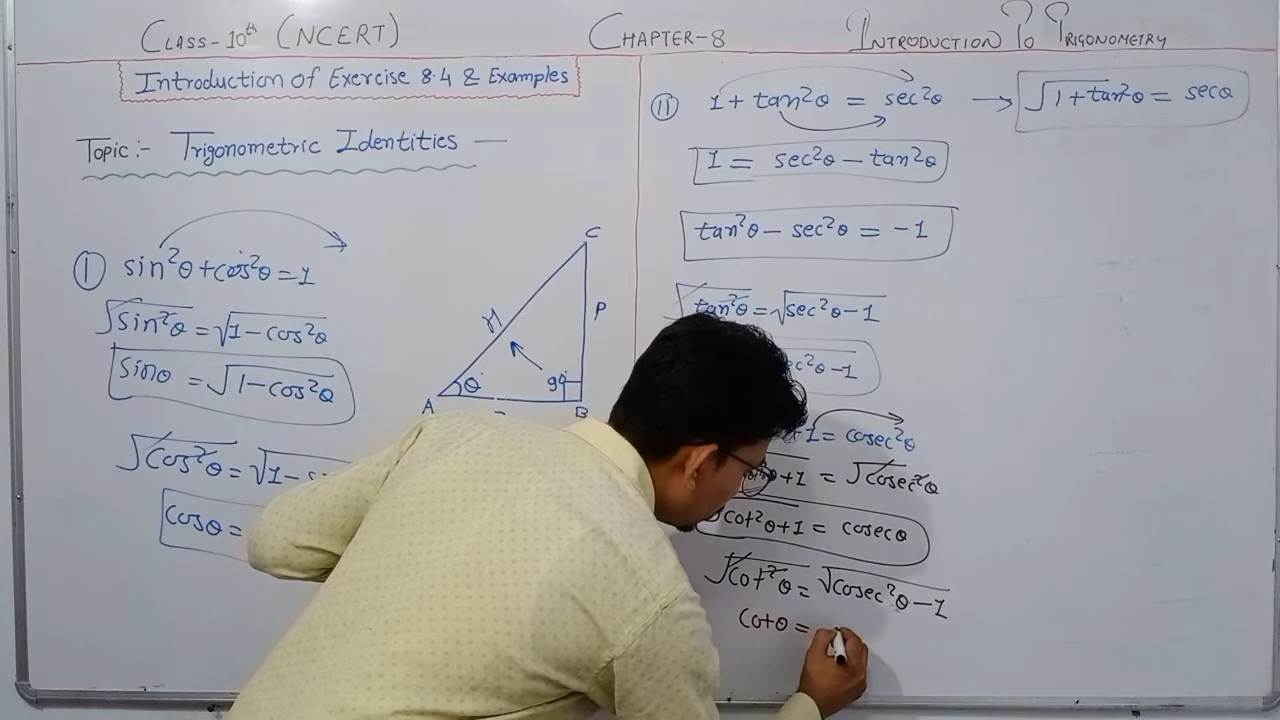 CLASS-10th (NCERT) CHAPTER-8 INTRODUCTION TO TRIGONOMETRY
Introduction of Exercise 8.4 & Examples
Topic:- Trigonometric Identities —
I sin²θ+cos²θ=1
√sin²θ = √1-cos²θ
sinθ = √1-cos²θ
√cos²θ = √1-
cosθ =
C
P
H
θ
90
A
B
II 1 + tan²θ = sec²θ → √1+tan²θ = secθ
1 = sec²θ - tan²θ
tan²θ - sec²θ = -1
√tan²θ = √sec²θ-1
sec²θ-1
+1 = cosec²θ
+1 = √cosec²θ
√cot²θ+1 = cosecθ
√cot²θ = √cosec²θ-1
cotθ =